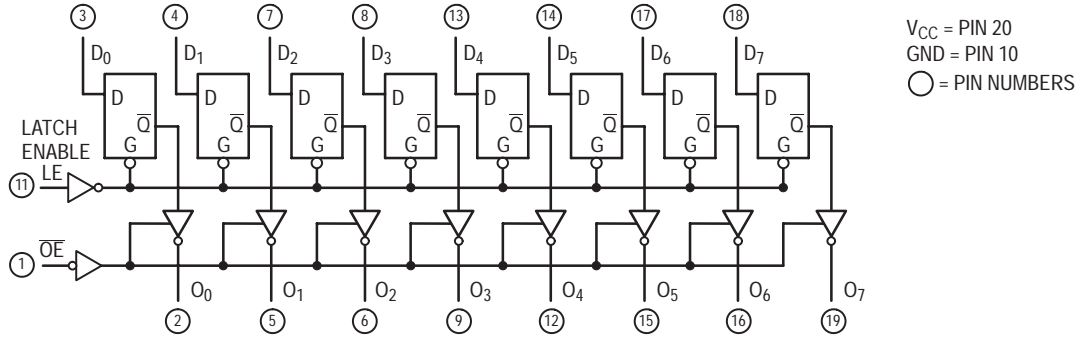 3 4 7 8 13 14 17 18
D0 D1 D2 D3 D4 D5 D6 D7
VCC = PIN 20
GND = PIN 10
= PIN NUMBERS
D D D D D D D D
Q̅ Q̅ Q̅ Q̅ Q̅ Q̅ Q̅ Q̅
G G G G G G G G
LATCH
ENABLE
11 LE
1 O̅E̅
O0 O1 O2 O3 O4 O5 O6 O7
2 5 6 9 12 15 16 19